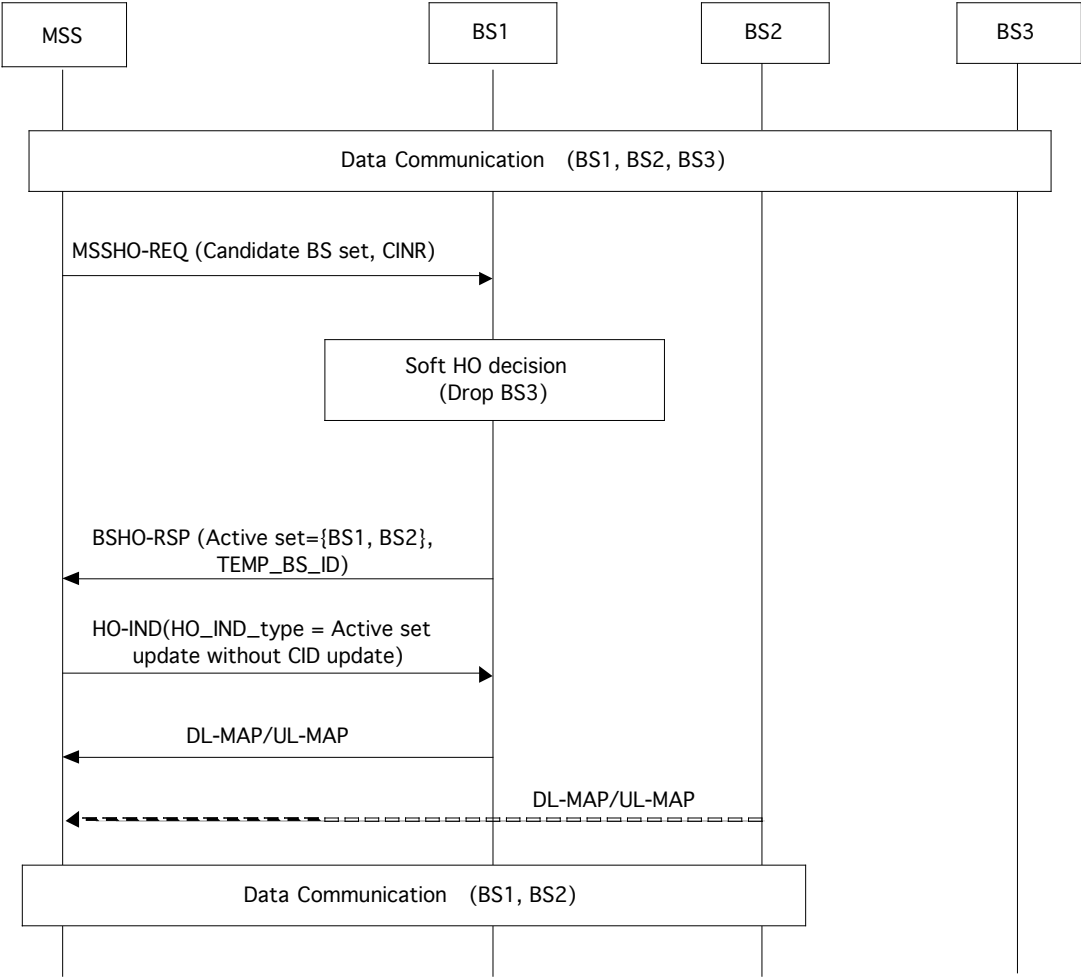 MSS
BS1
BS2
BS3
Data Communication (BS1, BS2, BS3)
MSSHO-REQ (Candidate BS set, CINR)
Soft HO decision
(Drop BS3)
BSHO-RSP (Active set={BS1, BS2},
TEMP_BS_ID)
HO-IND(HO_IND_type = Active set
update without CID update)
DL-MAP/UL-MAP
DL-MAP/UL-MAP
Data Communication (BS1, BS2)